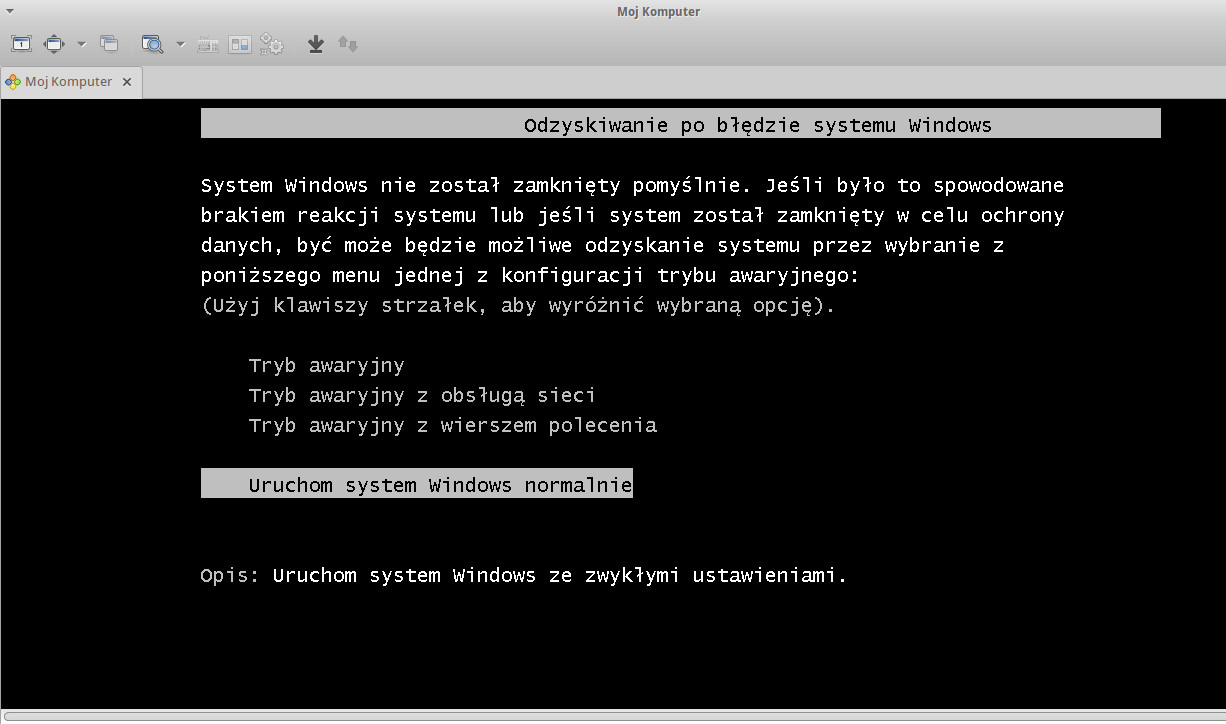 Moj Komputer
1
Moj Komputer
Odzyskiwanie po błędzie systemu Windows
System Windows nie został zamknięty pomyślnie. Jeśli było to spowodowane
brakiem reakcji systemu lub jeśli system został zamknięty w celu ochrony
danych, być może będzie możliwe odzyskanie systemu przez wybranie z
poniższego menu jednej z konfiguracji trybu awaryjnego:
(Użyj klawiszy strzałek, aby wyróżnić wybraną opcję).
Tryb awaryjny
Tryb awaryjny z obsługą sieci
Tryb awaryjny z wierszem polecenia
Uruchom system Windows normalnie
Opis: Uruchom system Windows ze zwykłymi ustawieniami.